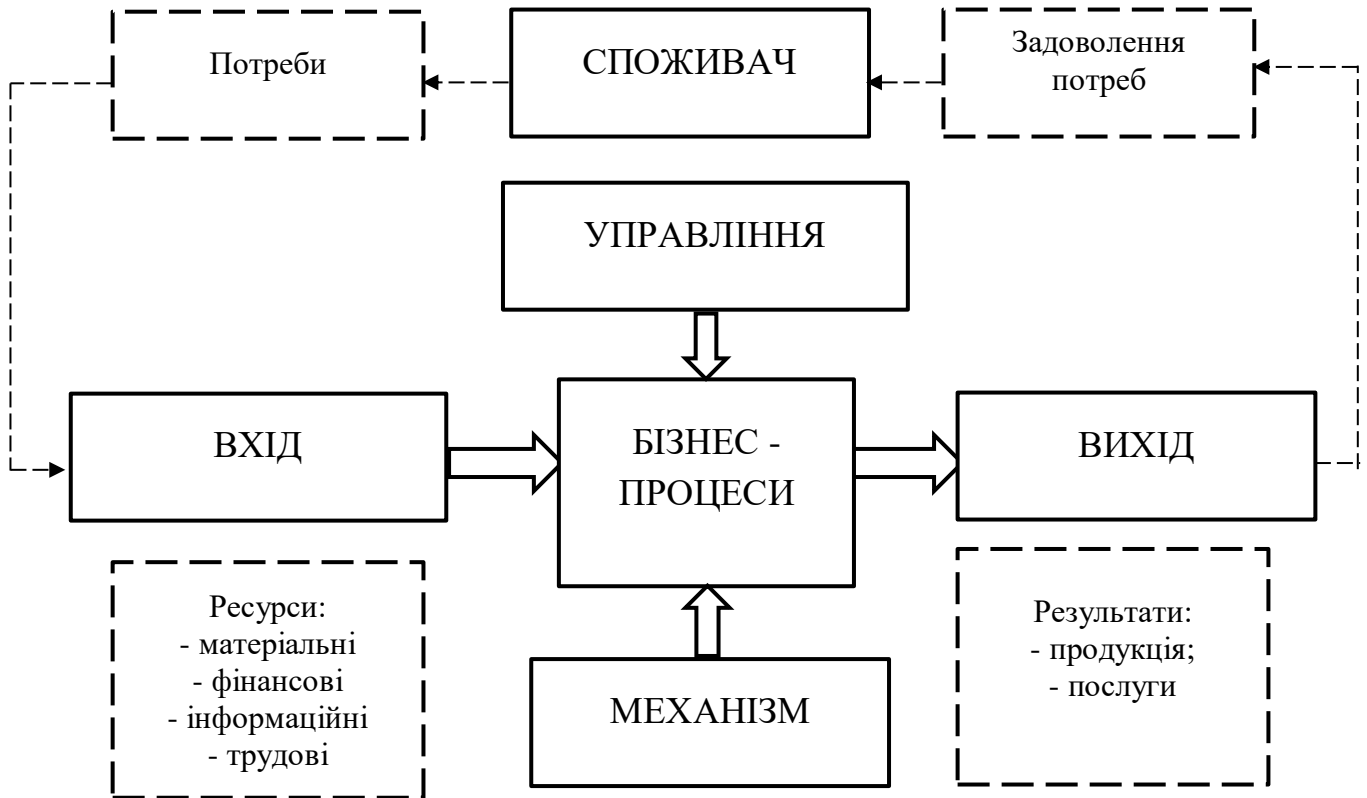 Потреби
СПОЖИВАЧ
Задоволення
потреб
УПРАВЛІННЯ
ВХІД
БІЗНЕС -
ПРОЦЕСИ
ВИХІД
Ресурси:
- матеріальні
- фінансові
- інформаційні
- трудові
МЕХАНІЗМ
Результати:
- продукція;
- послуги